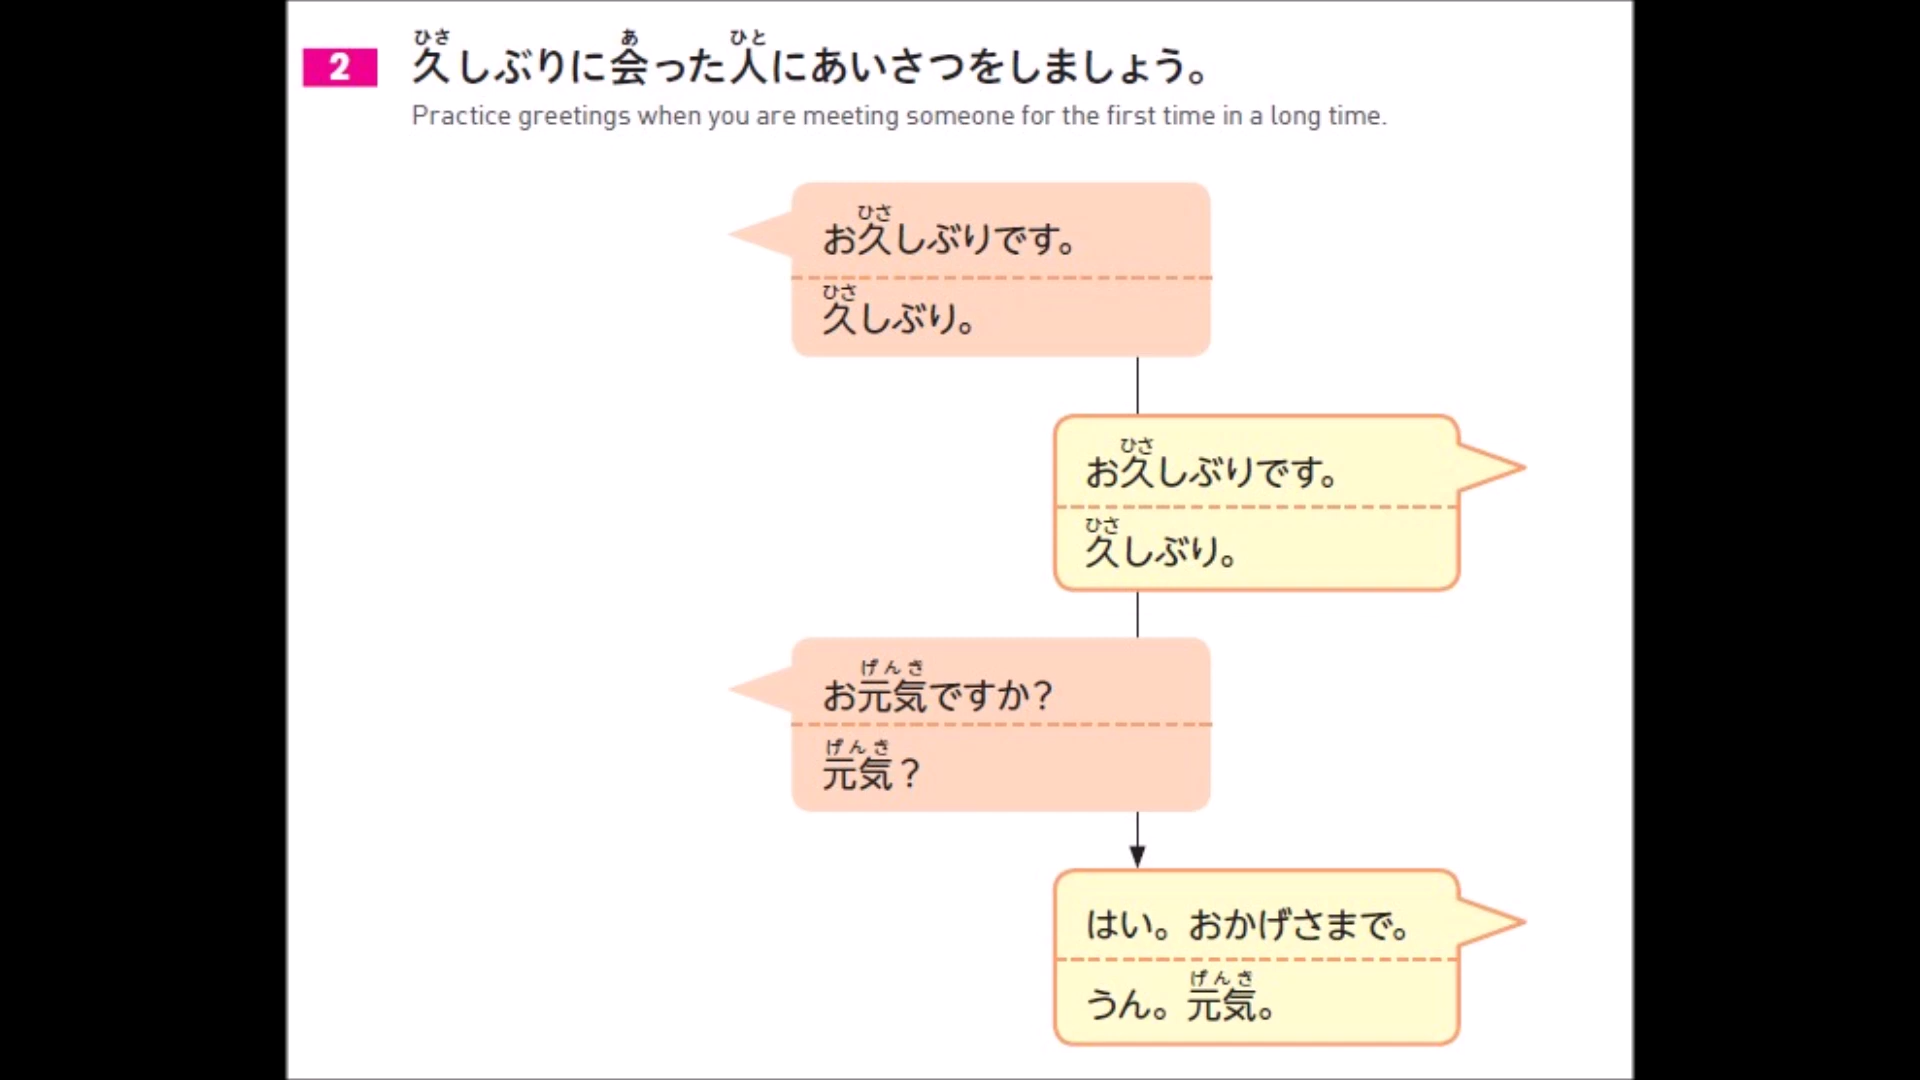 2 久しぶりに会った人にあいさつをしましょう。
Practice greetings when you are meeting someone for the first time in a long time.
お久しぶりです。
久しぶり。
お久しぶりです。
久しぶり。
お元気ですか？
元気？
はい。おかげさまで。
うん。元気。